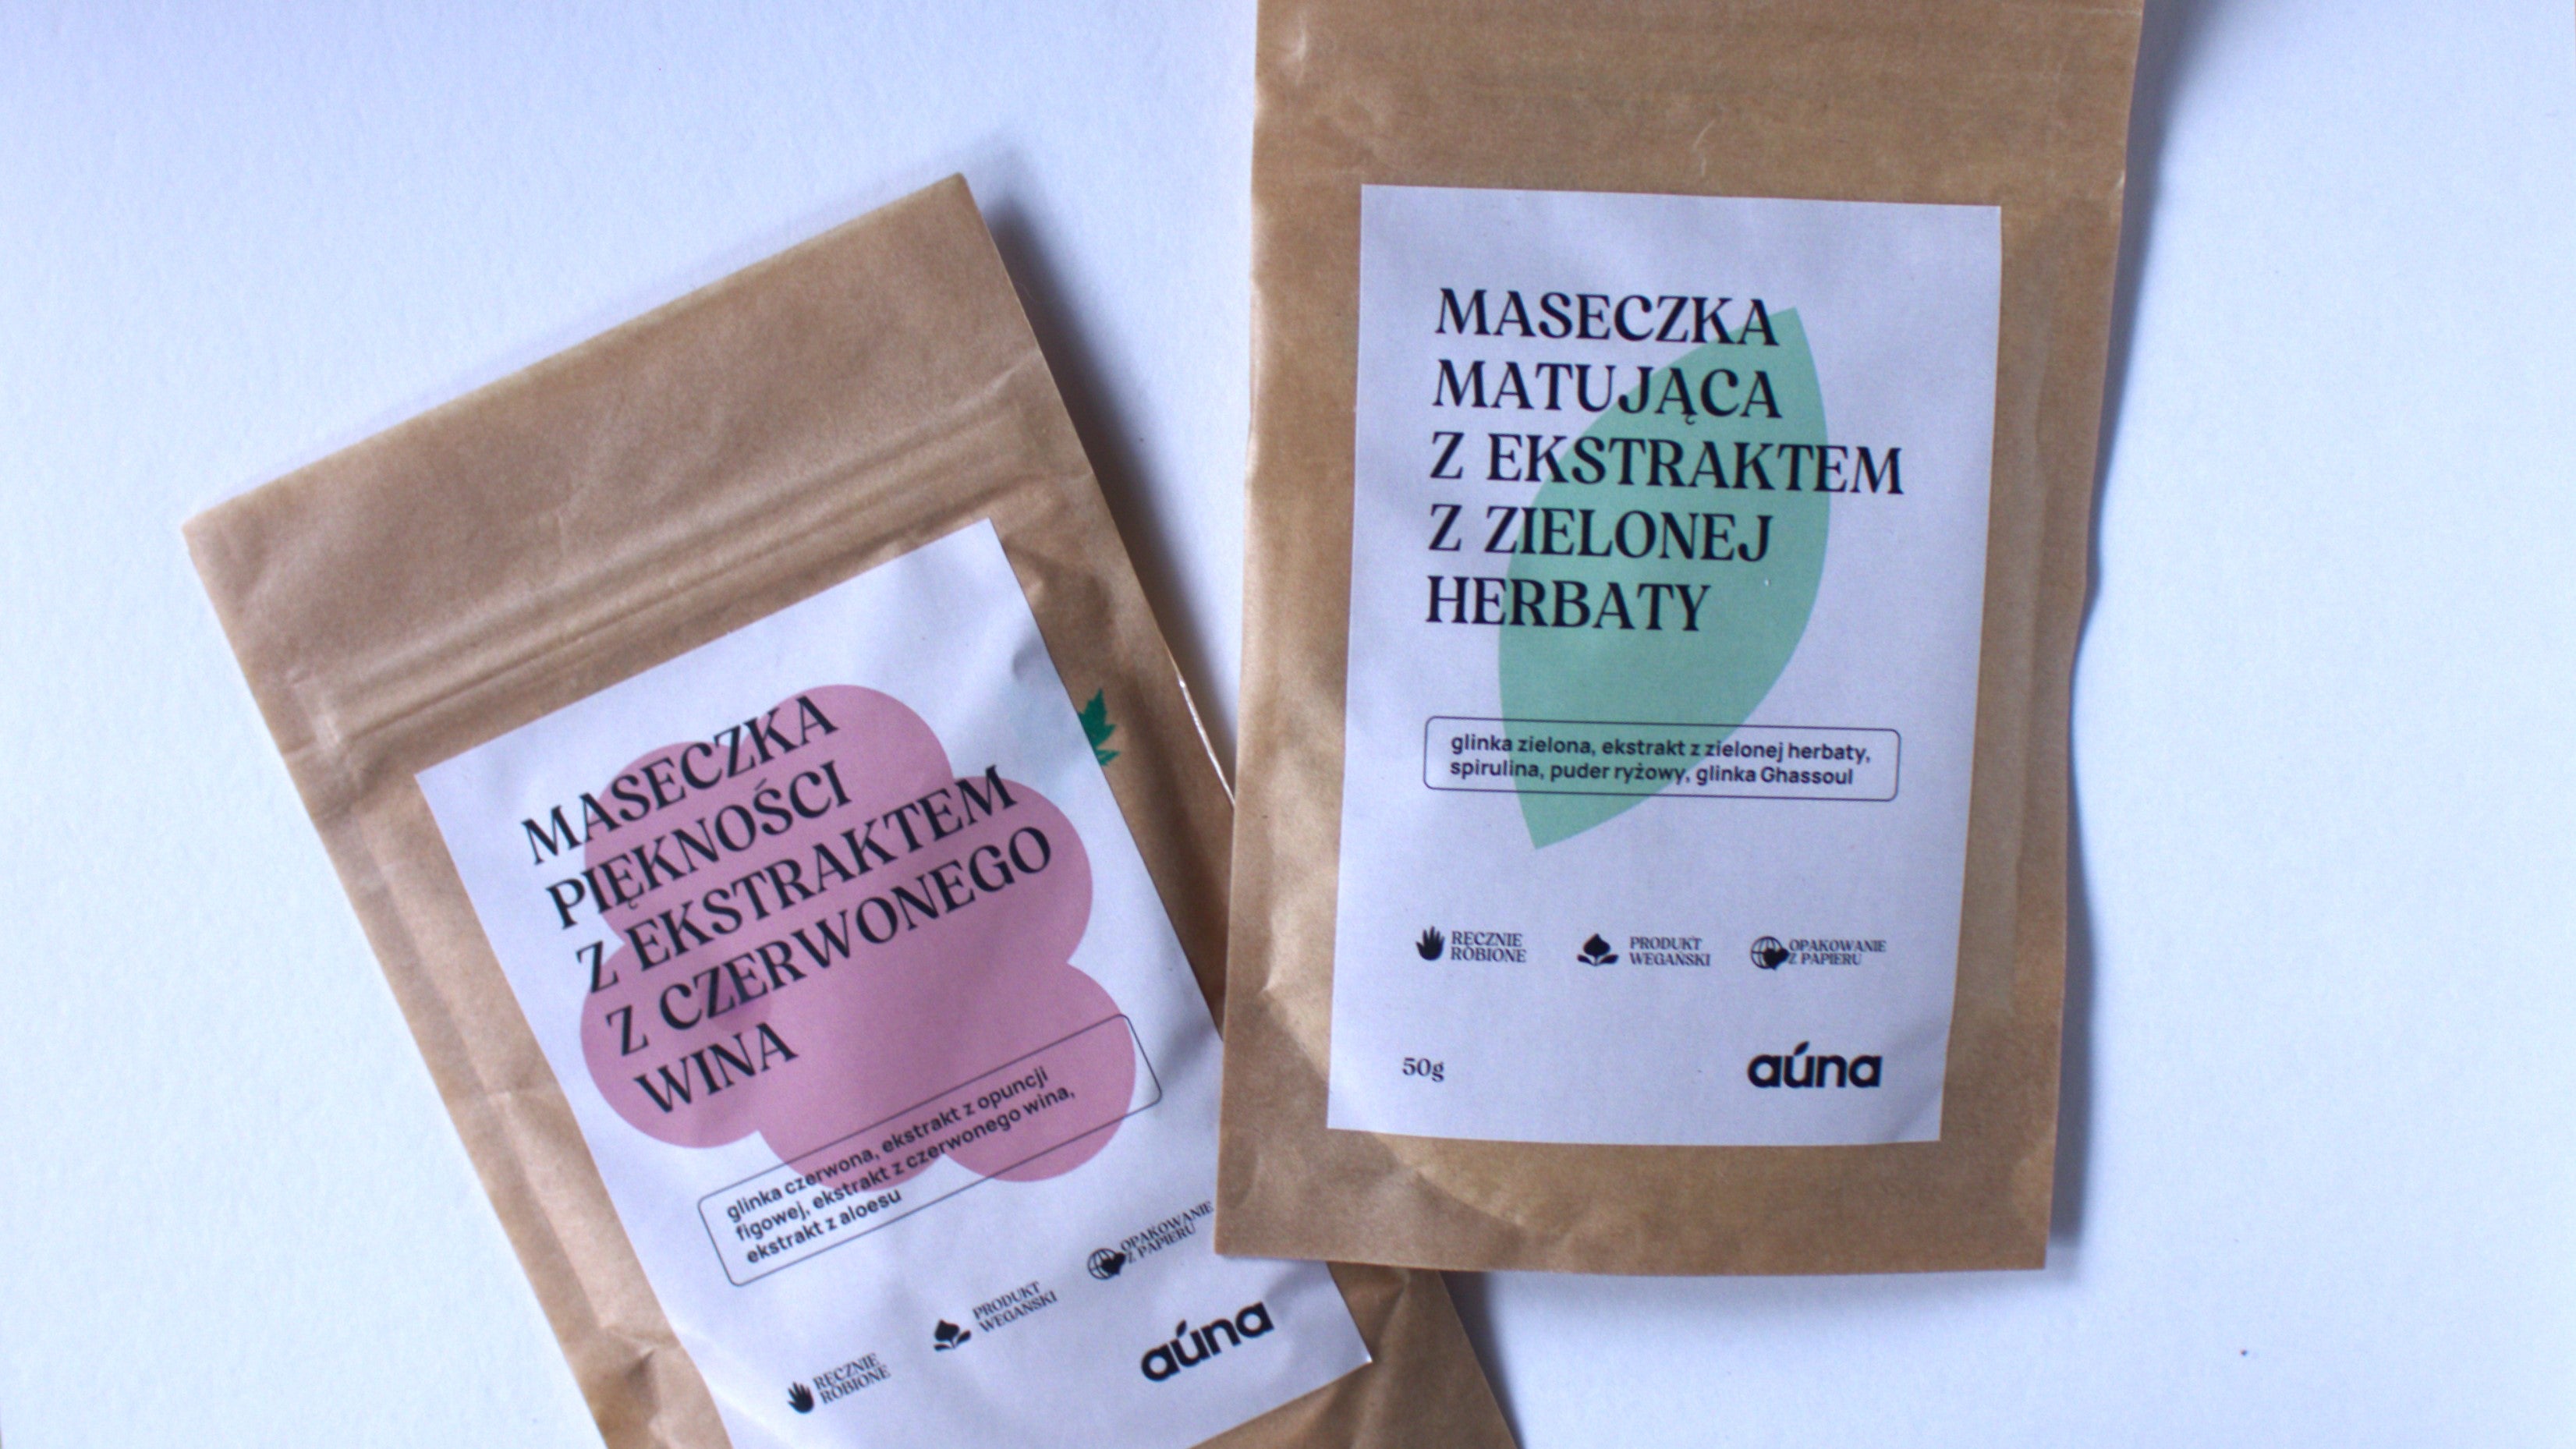 MASECZKA
PIĘKNOŚCI
Z EKSTRAKTEM
Z CZERWONEGO
WINA
glinka czerwona, ekstrakt z opuncji
figowej, ekstrakt z czerwonego wina,
ekstrakt z aloesu
RĘCZNIE
ROBIONE
PRODUKT
WEGAŃSKI
OPAKOWANIE
Z PAPIERU
aúna
MASECZKA
MATUJĄCA
Z EKSTRAKTEM
Z ZIELONEJ
HERBATY
glinka zielona, ekstrakt z zielonej herbaty,
spirulina, puder ryżowy, glinka Ghassoul
RĘCZNIE
ROBIONE
PRODUKT
WEGAŃSKI
OPAKOWANIE
Z PAPIERU
50g
aúna